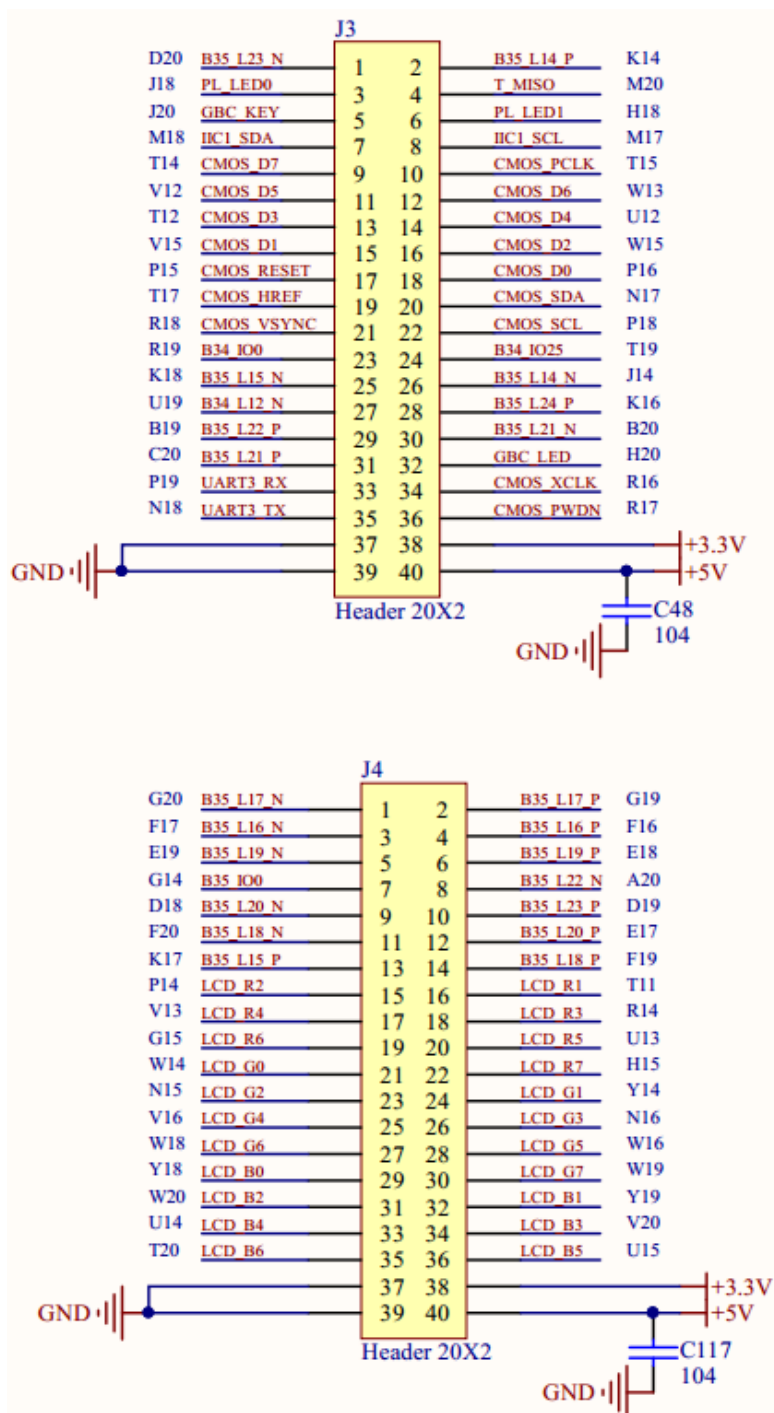 J3
D20 B35_L23_N 1 2 B35_L14_P K14
J18 PL_LED0 3 4 T_MISO M20
J20 GBC_KEY 5 6 PL_LED1 H18
M18 IIC1_SDA 7 8 IIC1_SCL M17
T14 CMOS_D7 9 10 CMOS_PCLK T15
V12 CMOS_D5 11 12 CMOS_D6 W13
T12 CMOS_D3 13 14 CMOS_D4 U12
V15 CMOS_D1 15 16 CMOS_D2 W15
P15 CMOS_RESET 17 18 CMOS_D0 P16
T17 CMOS_HREF 19 20 CMOS_SDA N17
R18 CMOS_VSYNC 21 22 CMOS_SCL P18
R19 B34_IO0 23 24 B34_IO25 T19
K18 B35_L15_N 25 26 B35_L14_N J14
U19 B34_L12_N 27 28 B35_L24_P K16
B19 B35_L22_P 29 30 B35_L21_N B20
C20 B35_L21_P 31 32 GBC_LED H20
P19 UART3_RX 33 34 CMOS_XCLK R16
N18 UART3_TX 35 36 CMOS_PWDN R17
37 38 +3.3V
GND 39 40 +5V
Header 20X2 C48
104
GND
J4
G20 B35_L17_N 1 2 B35_L17_P G19
F17 B35_L16_N 3 4 B35_L16_P F16
E19 B35_L19_N 5 6 B35_L19_P E18
G14 B35_IO0 7 8 B35_L22_N A20
D18 B35_L20_N 9 10 B35_L23_P D19
F20 B35_L18_N 11 12 B35_L20_P E17
K17 B35_L15_P 13 14 B35_L18_P F19
P14 LCD_R2 15 16 LCD_R1 T11
V13 LCD_R4 17 18 LCD_R3 R14
G15 LCD_R6 19 20 LCD_R5 U13
W14 LCD_G0 21 22 LCD_R7 H15
N15 LCD_G2 23 24 LCD_G1 Y14
V16 LCD_G4 25 26 LCD_G3 N16
W18 LCD_G6 27 28 LCD_G5 W16
Y18 LCD_B0 29 30 LCD_G7 W19
W20 LCD_B2 31 32 LCD_B1 Y19
U14 LCD_B4 33 34 LCD_B3 V20
T20 LCD_B6 35 36 LCD_B5 U15
37 38 +3.3V
GND 39 40 +5V
Header 20X2 C117
104
GND